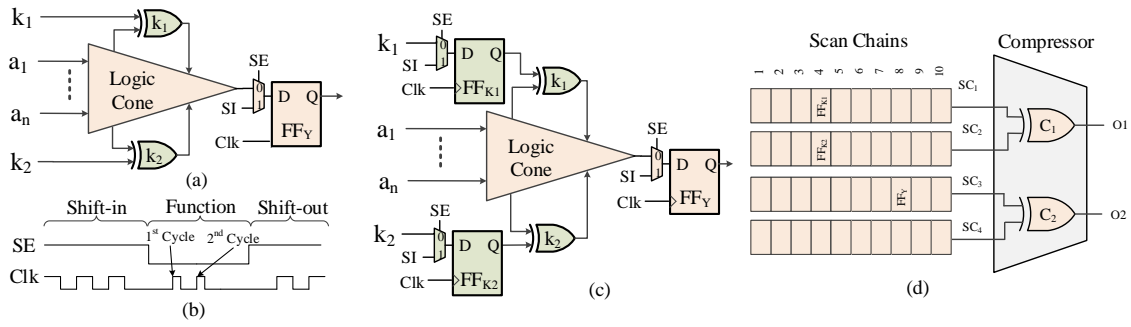 k1
k1
a1
Logic
Cone
an
k2
k2
SE
0
1
SI
D Q
FFY
Clk
(a)
Shift-in Function Shift-out
SE
1st Cycle 2nd Cycle
Clk
(b)
SE
k1
0
1
SI
D Q
FFK1
Clk
k1
a1
Logic
Cone
an
SE
0
1
SI
D Q
FFY
Clk
SE
k2
0
1
SI
D Q
FFK2
Clk
k2
(c)
Scan Chains
Compressor
1 2 3 4 5 6 7 8 9 10
FFK1
SC1
FFK2
SC2
C1
O1
FFY
SC3
SC4
C2
O2
(d)